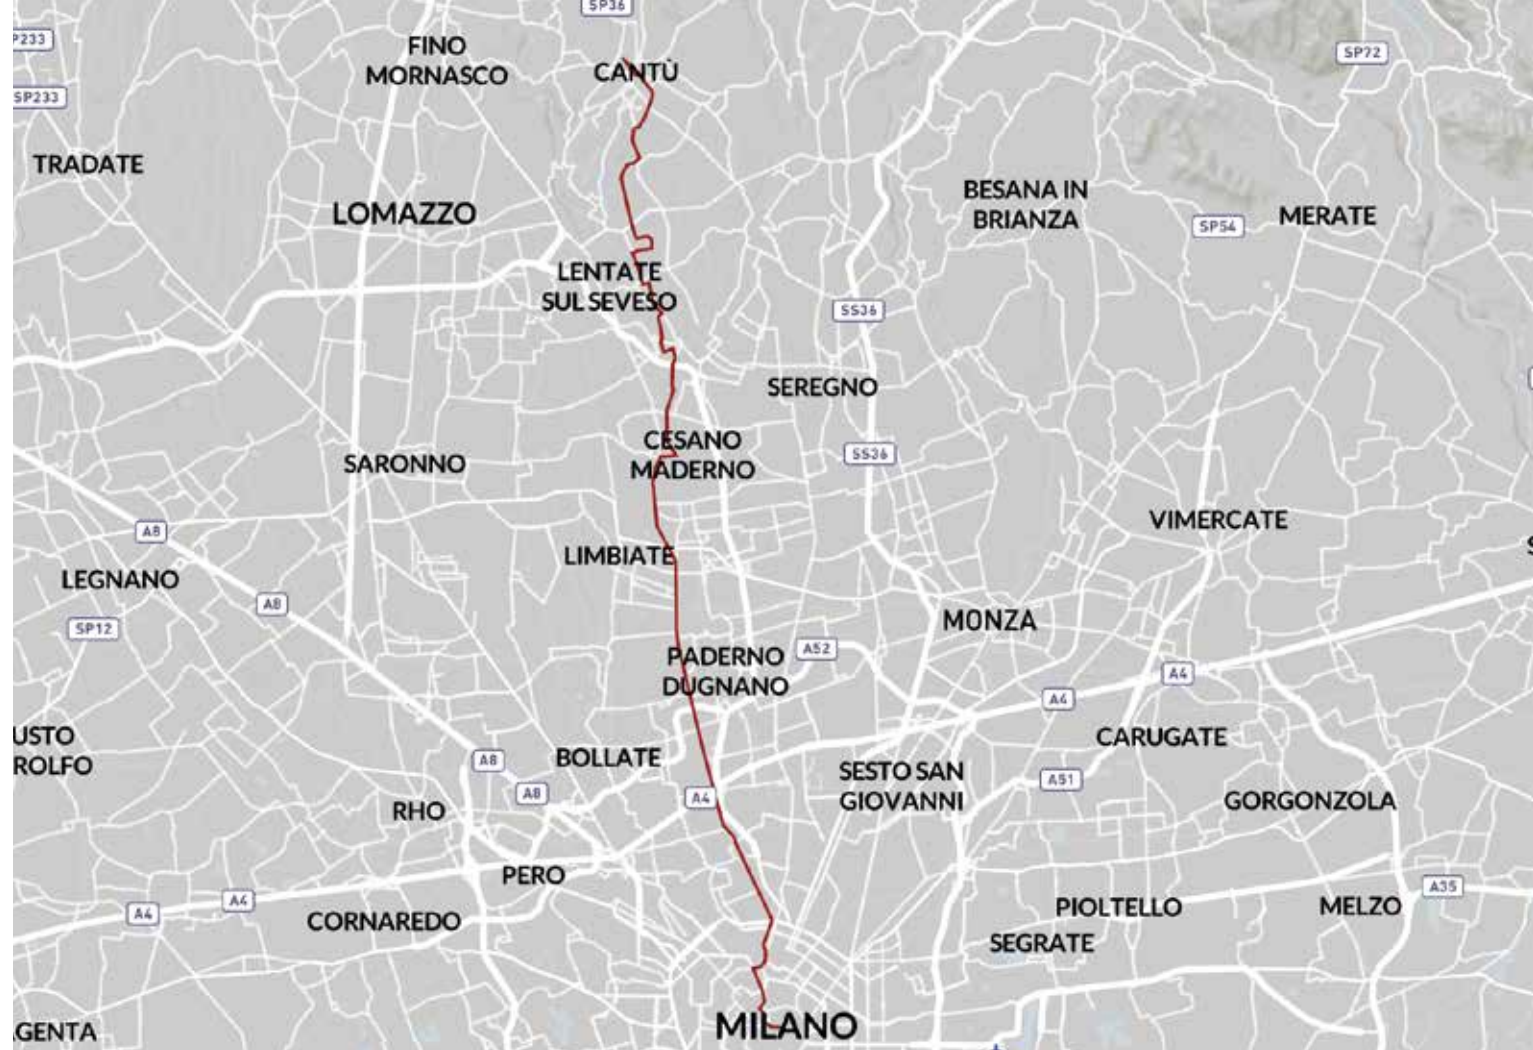 SP36
P233
FINO
MORNASCO
CANTÙ
SP72
SP233
TRADATE
LOMAZZO
BESANA IN
BRIANZA
SP54
MERATE
LENTATE
SUL SEVESO
SS36
SEREGNO
CESANO
MADERNO
SS36
SARONNO
VIMERCATE
A8
LIMBIATE
LEGNANO
A8
SP12
MONZA
PADERNO
DUGNANO
A52
A4
A4
USTO
ROLFO
BOLLATE
A8
CARUGATE
SESTO SAN
GIOVANNI
A51
A8
A4
RHO
GORGONZOLA
PERO
A4
A4
CORNAREDO
PIOLTELLO
MELZO
A35
SEGRATE
MILANO
AGENTA